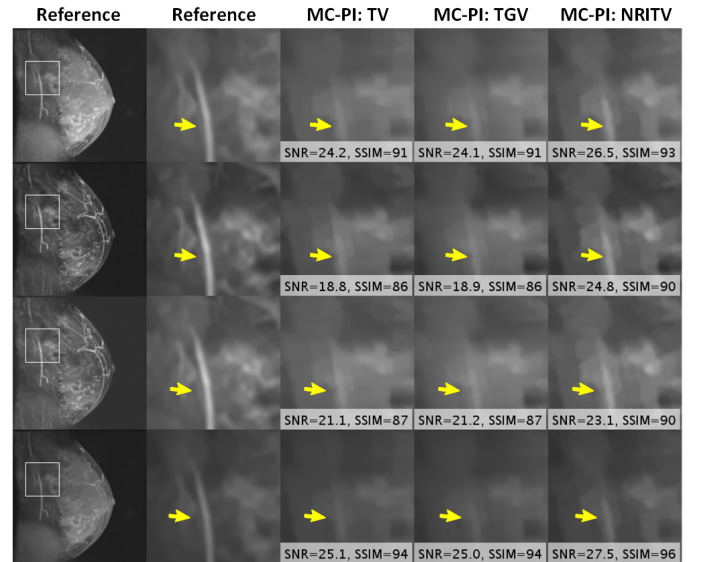 Reference Reference MC-PI: TV MC-PI: TGV MC-PI: NRITV
SNR=24.2, SSIM=91 SNR=24.1, SSIM=91 SNR=26.5, SSIM=93
SNR=18.8, SSIM=86 SNR=18.9, SSIM=86 SNR=24.8, SSIM=90
SNR=21.1, SSIM=87 SNR=21.2, SSIM=87 SNR=23.1, SSIM=90
SNR=25.1, SSIM=94 SNR=25.0, SSIM=94 SNR=27.5, SSIM=96